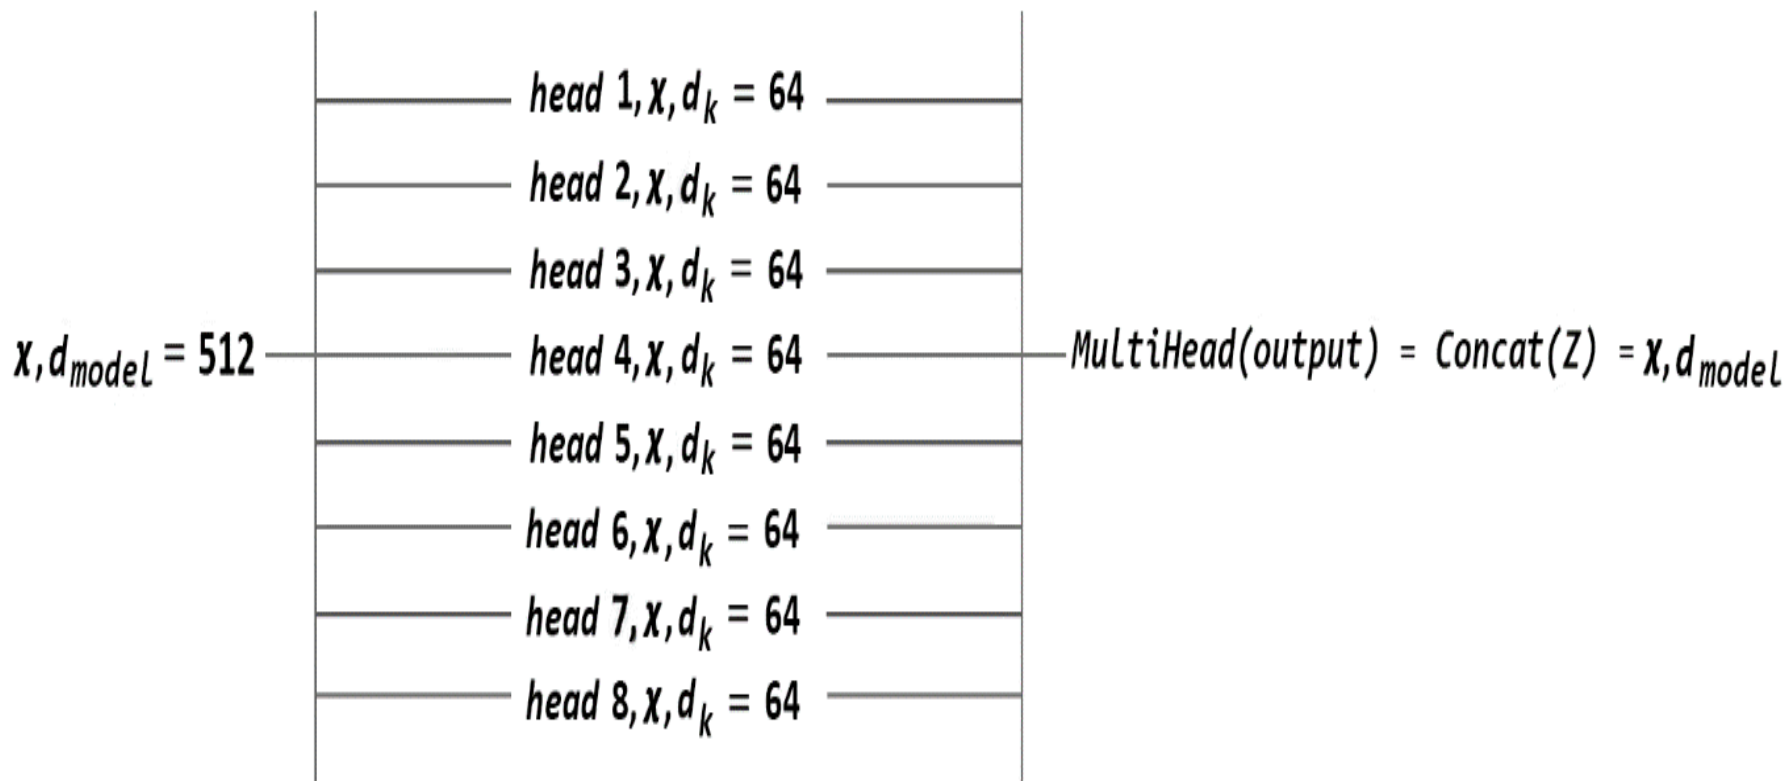 head 1, χ, d_k = 64
head 2, χ, d_k = 64
head 3, χ, d_k = 64
χ, d_model = 512
head 4, χ, d_k = 64
MultiHead(output) = Concat(Z) = χ, d_model
head 5, χ, d_k = 64
head 6, χ, d_k = 64
head 7, χ, d_k = 64
head 8, χ, d_k = 64